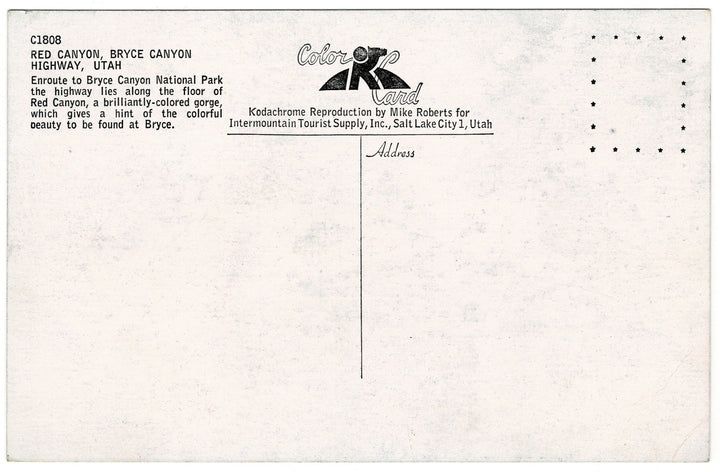 C1808
RED CANYON, BRYCE CANYON
HIGHWAY, UTAH
Enroute to Bryce Canyon National Park
the highway lies along the floor of
Red Canyon, a brilliantly-colored gorge,
which gives a hint of the colorful
beauty to be found at Bryce.
Color
Card
Kodachrome Reproduction by Mike Roberts for
Intermountain Tourist Supply, Inc., Salt Lake City 1, Utah
Address